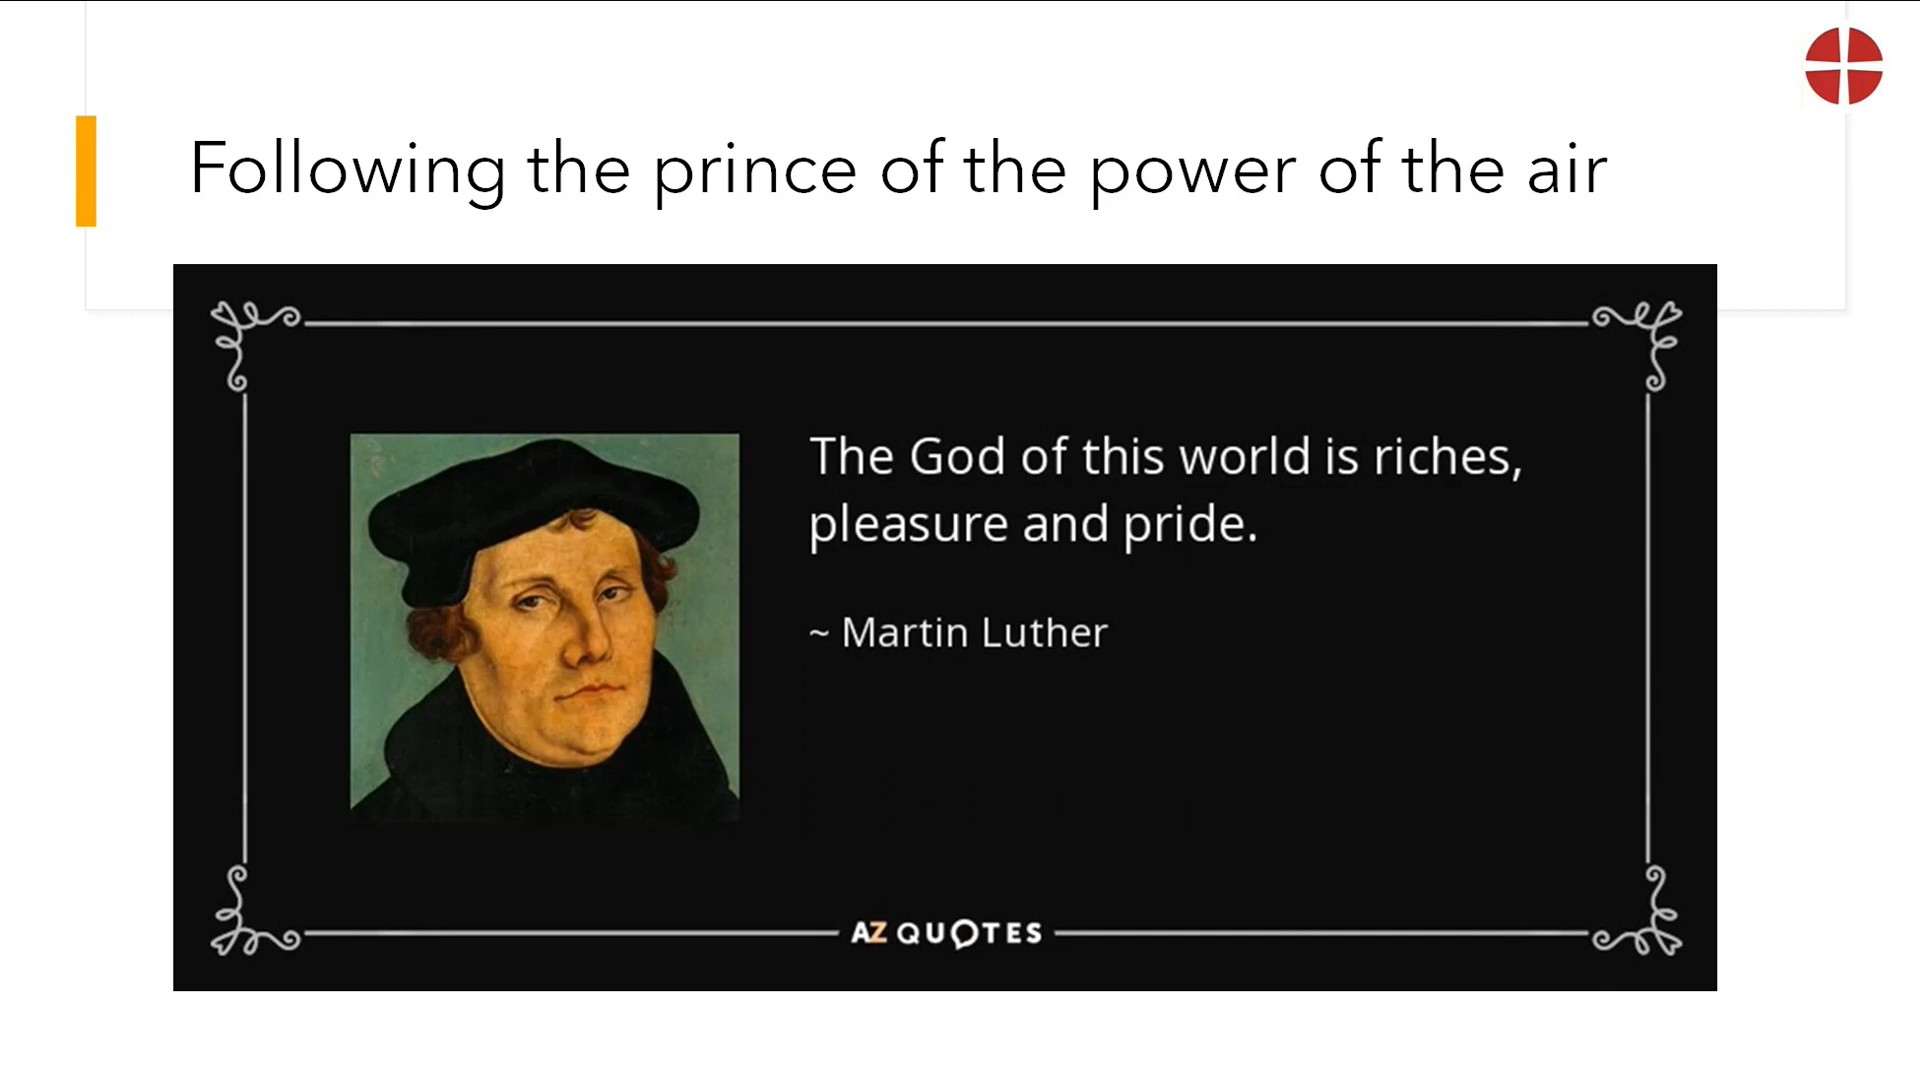 Following the prince of the power of the air
The God of this world is riches,
pleasure and pride.
~ Martin Luther
AZ QUOTES